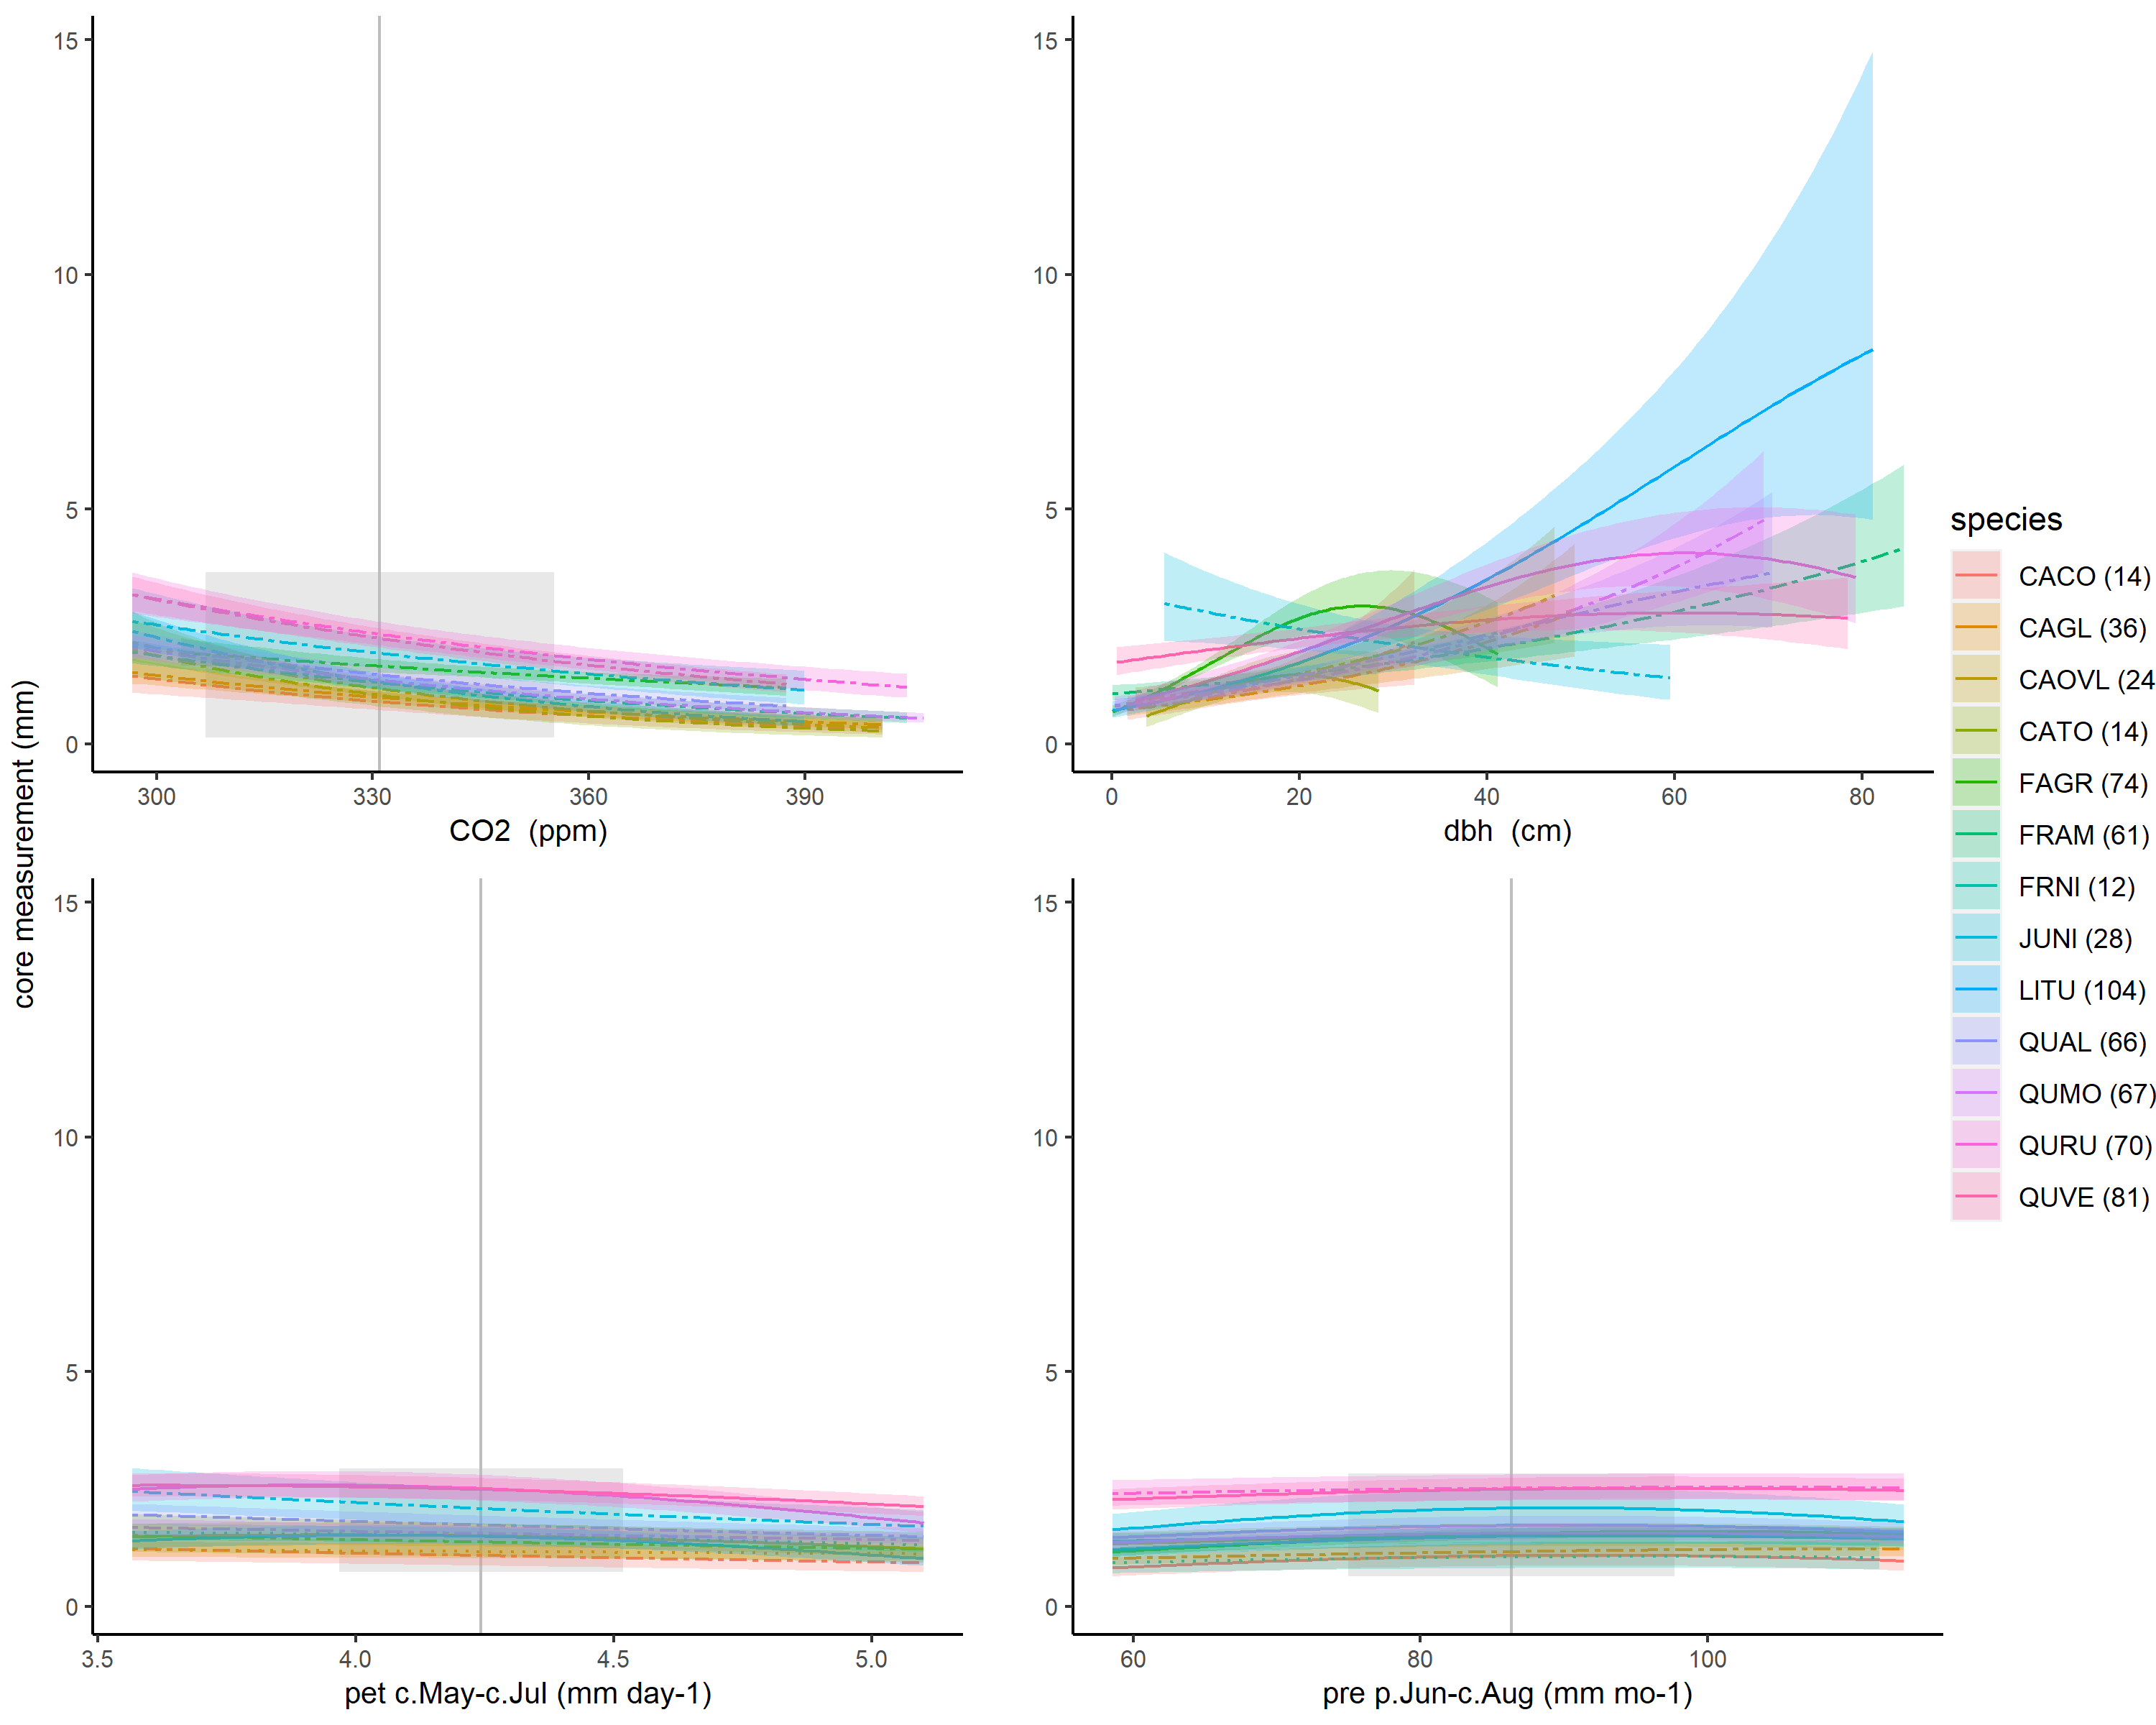 15
10
5
0
300
330
360
390
CO2 (ppm)
15
10
5
0
0
20
40
60
80
dbh (cm)
core measurement (mm)
15
10
5
0
3.5
4.0
4.5
5.0
pet c.May-c.Jul (mm day-1)
15
10
5
0
60
80
100
pre p.Jun-c.Aug (mm mo-1)
species
CACO (14)
CAGL (36)
CAOVL (24
CATO (14)
FAGR (74)
FRAM (61)
FRNI (12)
JUNI (28)
LITU (104)
QUAL (66)
QUMO (67)
QURU (70)
QUVE (81)